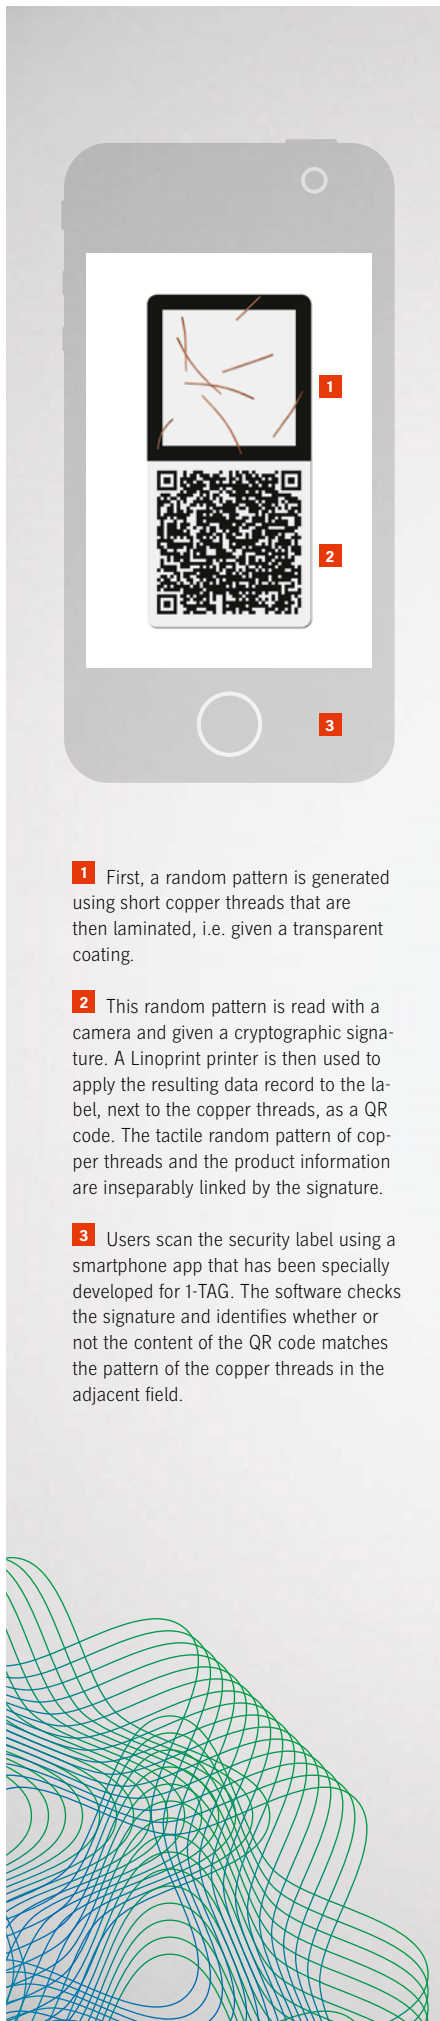 1
2
3
1 First, a random pattern is generated
using short copper threads that are
then laminated, i.e. given a transparent
coating.
2 This random pattern is read with a
camera and given a cryptographic signa-
ture. A Linoprint printer is then used to
apply the resulting data record to the la-
bel, next to the copper threads, as a QR
code. The tactile random pattern of cop-
per threads and the product information
are inseparably linked by the signature.
3 Users scan the security label using a
smartphone app that has been specially
developed for 1-TAG. The software checks
the signature and identifies whether or
not the content of the QR code matches
the pattern of the copper threads in the
adjacent field.